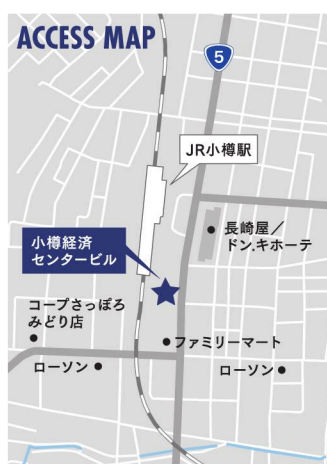 ACCESS MAP
5
JR小樽駅
長崎屋／
ドン.キホーテ
小樽経済
センタービル
コープさっぽろ
みどり店
ファミリーマート
ローソン
ローソン